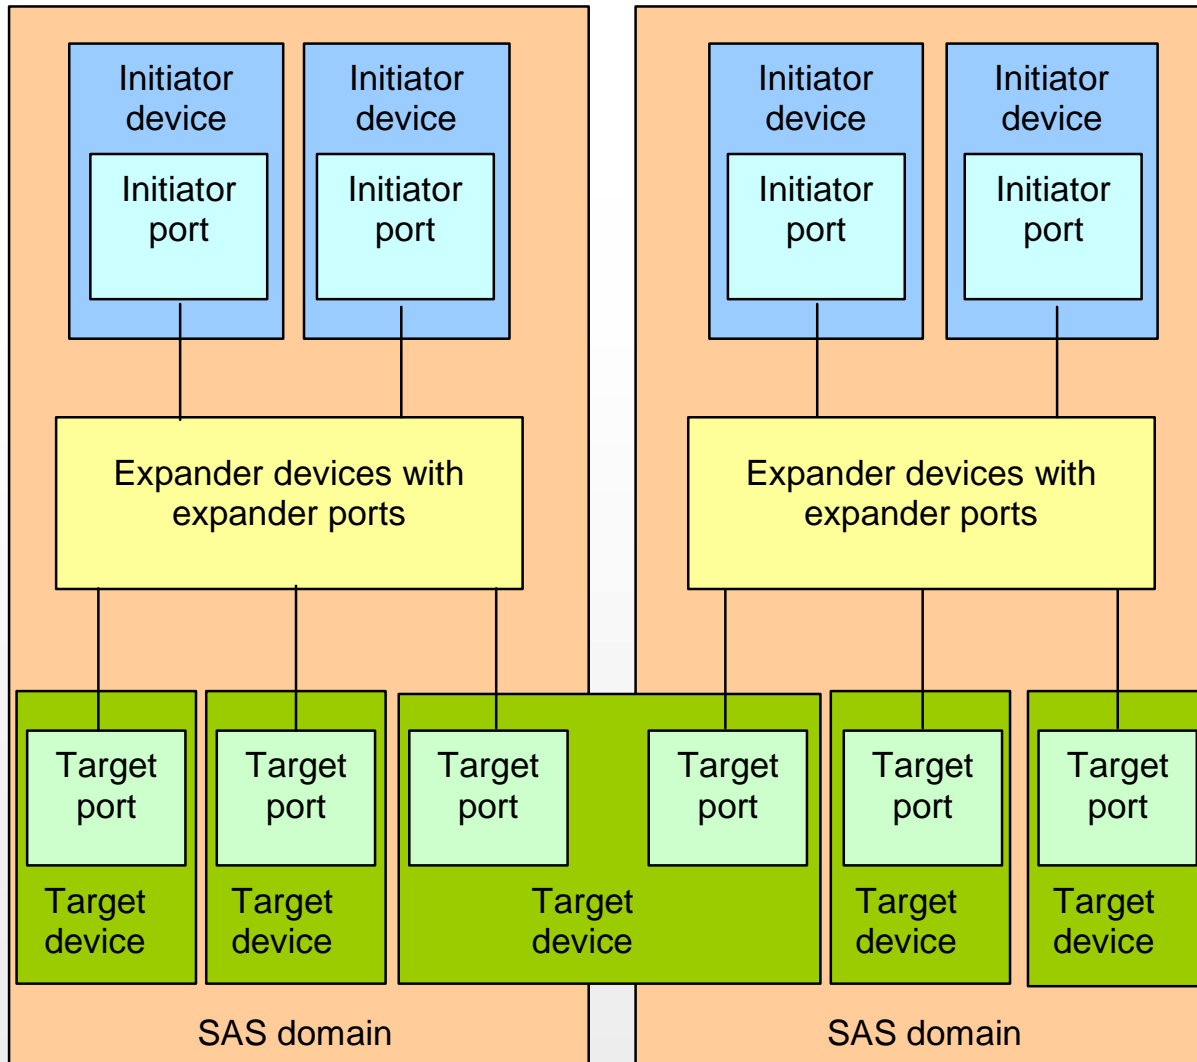 Initiator
device
Initiator
port
Initiator
device
Initiator
port
Initiator
device
Initiator
port
Initiator
device
Initiator
port
Expander devices with
expander ports
Expander devices with
expander ports
Target
port
Target
device
Target
port
Target
device
Target
port
Target
port
Target
device
Target
port
Target
device
Target
port
Target
device
SAS domain
SAS domain